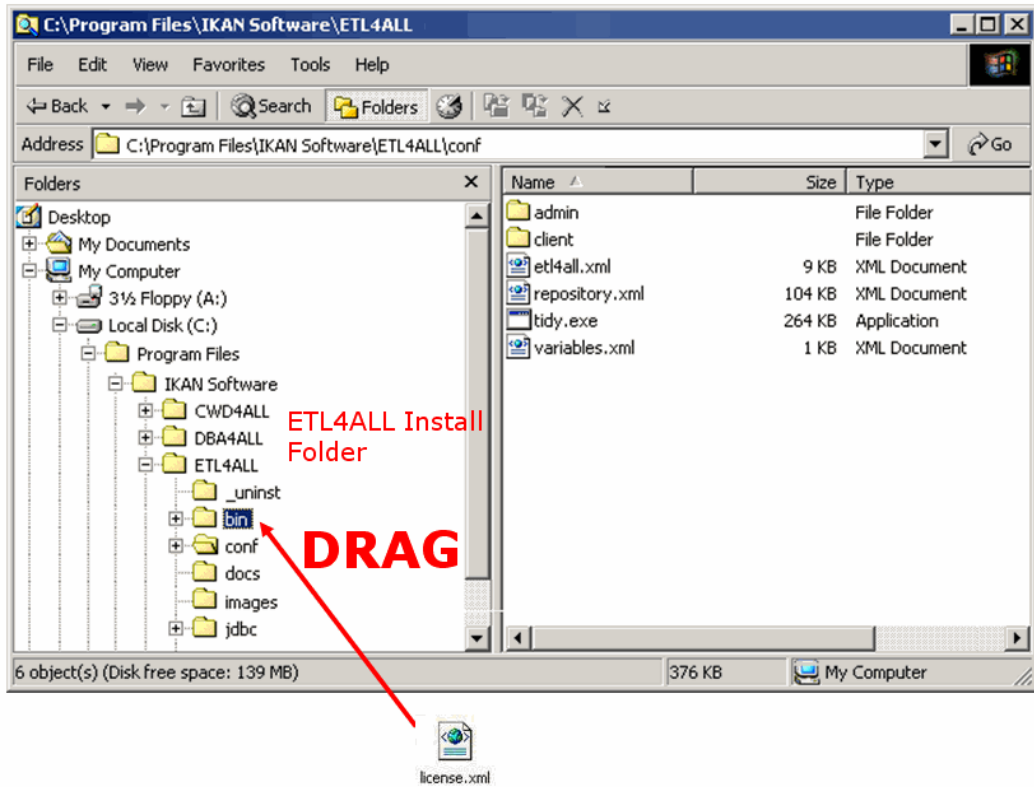 C:\Program Files\IKAN Software\ETL4ALL
File Edit View Favorites Tools Help
Back Search Folders
Address C:\Program Files\IKAN Software\ETL4ALL\conf Go
Folders
Name Size Type
Desktop
My Documents
My Computer
3½ Floppy (A:)
Local Disk (C:)
Program Files
IKAN Software
CWD4ALL
DBA4ALL
ETL4ALL
_uninst
bin
conf
docs
images
jdbc
ETL4ALL Install
Folder
DRAG
admin File Folder
client File Folder
etl4all.xml 9 KB XML Document
repository.xml 104 KB XML Document
tidy.exe 264 KB Application
variables.xml 1 KB XML Document
6 object(s) (Disk free space: 139 MB) 376 KB My Computer
license.xml